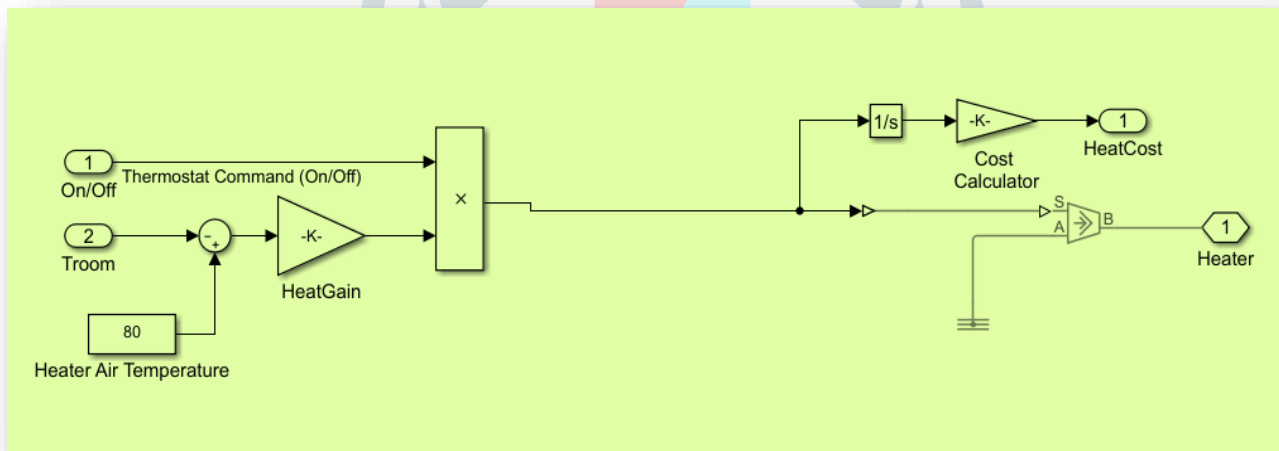 1
On/Off
Thermostat Command (On/Off)
2
Troom
-
+
-K-
HeatGain
80
Heater Air Temperature
×
1/s
-K-
Cost
Calculator
1
HeatCost
S
A
B
1
Heater